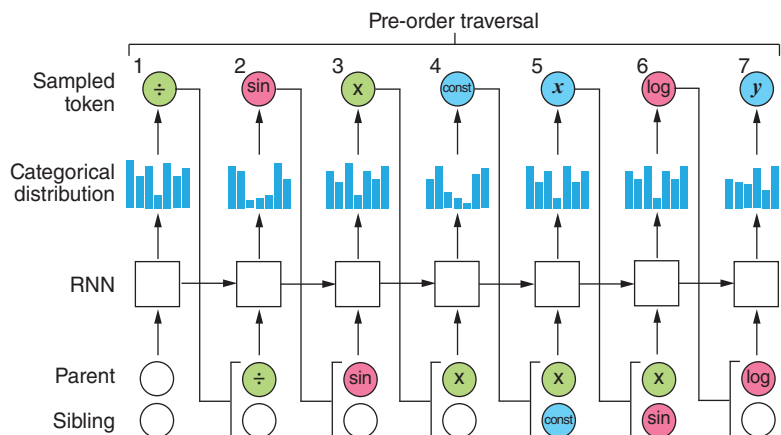 Pre-order traversal
1 2 3 4 5 6 7
Sampled token ÷ sin x const x log y
Categorical distribution
RNN
Parent ÷ sin x x x log
Sibling const sin